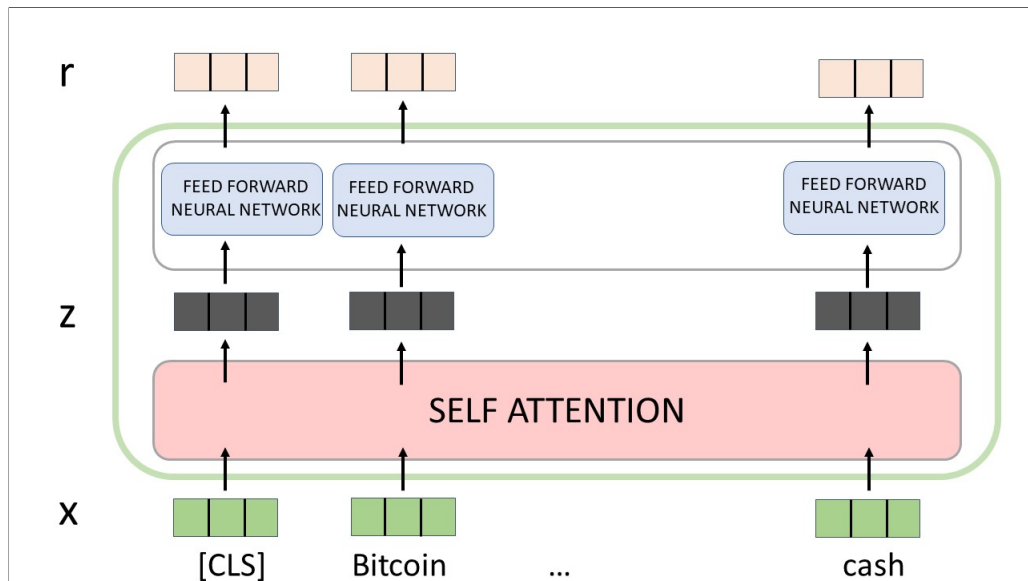 r
FEED FORWARD
NEURAL NETWORK
FEED FORWARD
NEURAL NETWORK
FEED FORWARD
NEURAL NETWORK
z
SELF ATTENTION
x
[CLS] Bitcoin ... cash